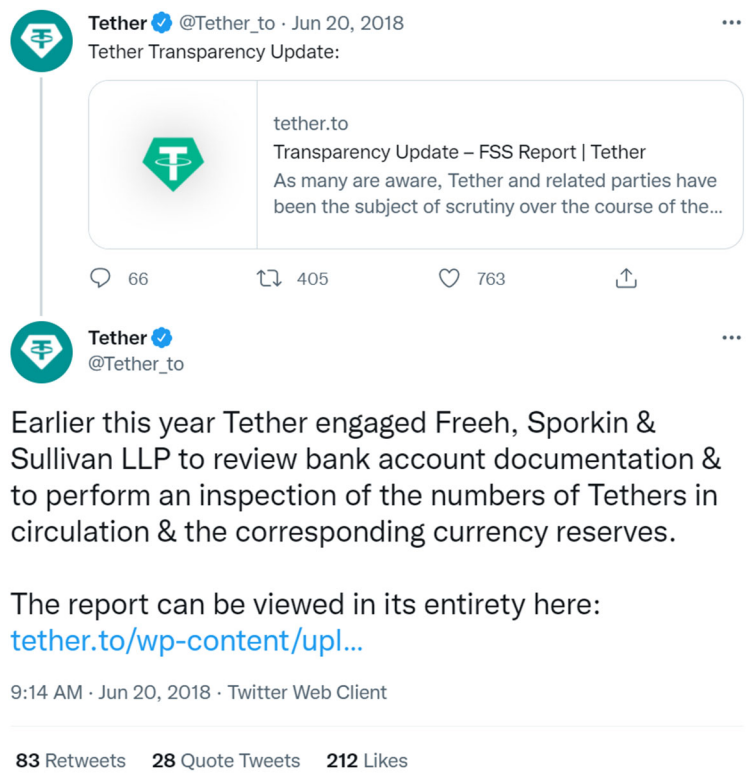 Tether @Tether_to · Jun 20, 2018
Tether Transparency Update:
tether.to
Transparency Update – FSS Report | Tether
As many are aware, Tether and related parties have
been the subject of scrutiny over the course of the...
66 405 763
Tether
@Tether_to
Earlier this year Tether engaged Freeh, Sporkin &
Sullivan LLP to review bank account documentation &
to perform an inspection of the numbers of Tethers in
circulation & the corresponding currency reserves.
The report can be viewed in its entirety here:
tether.to/wp-content/upl...
9:14 AM · Jun 20, 2018 · Twitter Web Client
83 Retweets 28 Quote Tweets 212 Likes